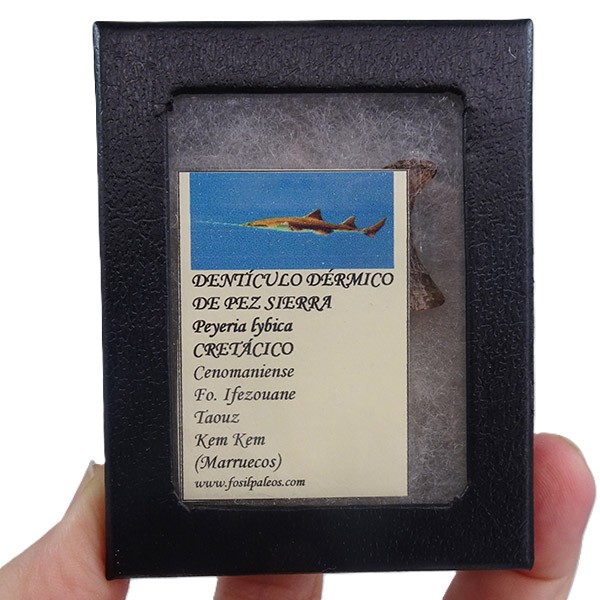 DENTÍCULO DÉRMICO
DE PEZ SIERRA
Peyeria lybica
CRETÁCICO
Cenomaniense
Fo. Ifezouane
Taouz
Kem Kem
(Marruecos)
www.fosilpaleos.com